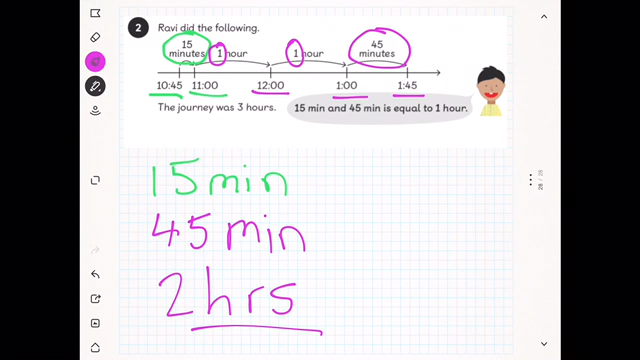 2 Ravi did the following.
15 minutes 1 hour 1 hour 45 minutes
10:45 11:00 12:00 1:00 1:45
The journey was 3 hours. 15 min and 45 min is equal to 1 hour.
15 min
45 min
2 hrs
28 / 28